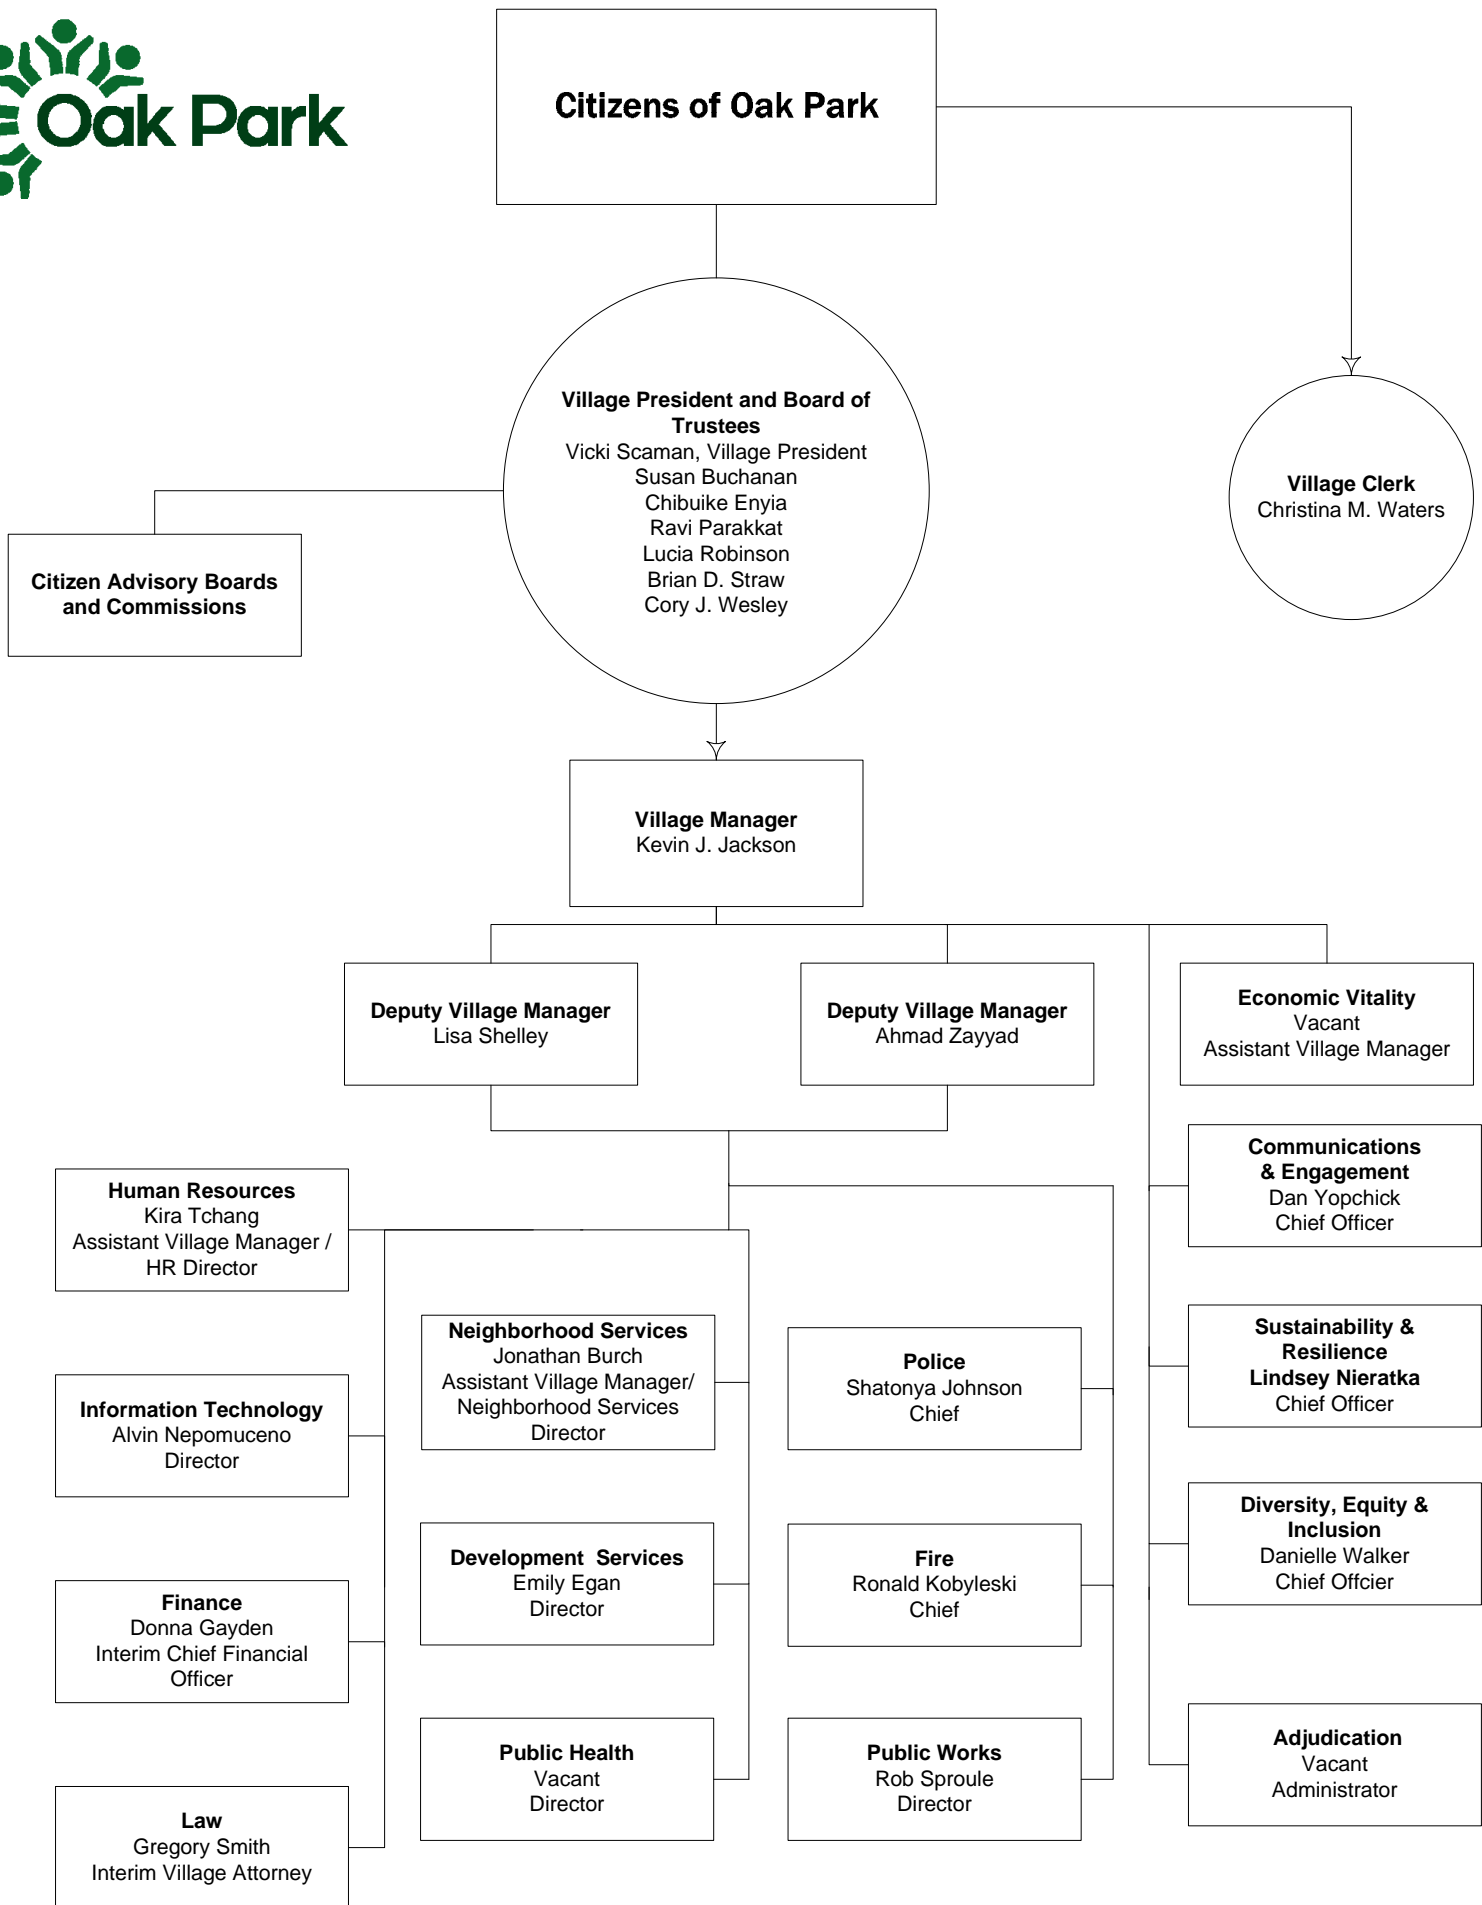 Oak Park
Citizens of Oak Park
Village President and Board of
Trustees
Vicki Scaman, Village President
Susan Buchanan
Chibuike Enyia
Ravi Parakkat
Lucia Robinson
Brian D. Straw
Cory J. Wesley
Village Clerk
Christina M. Waters
Citizen Advisory Boards
and Commissions
Village Manager
Kevin J. Jackson
Deputy Village Manager
Lisa Shelley
Deputy Village Manager
Ahmad Zayyad
Economic Vitality
Vacant
Assistant Village Manager
Human Resources
Kira Tchang
Assistant Village Manager /
HR Director
Information Technology
Alvin Nepomuceno
Director
Finance
Donna Gayden
Interim Chief Financial
Officer
Law
Gregory Smith
Interim Village Attorney
Neighborhood Services
Jonathan Burch
Assistant Village Manager/
Neighborhood Services
Director
Development  Services
Emily Egan
Director
Public Health
Vacant
Director
Police
Shatonya Johnson
Chief
Fire
Ronald Kobyleski
Chief
Public Works
Rob Sproule
Director
Communications
& Engagement
Dan Yopchick
Chief Officer
Sustainability &
Resilience
Lindsey Nieratka
Chief Officer
Diversity, Equity &
Inclusion
Danielle Walker
Chief Offcier
Adjudication
Vacant
Administrator